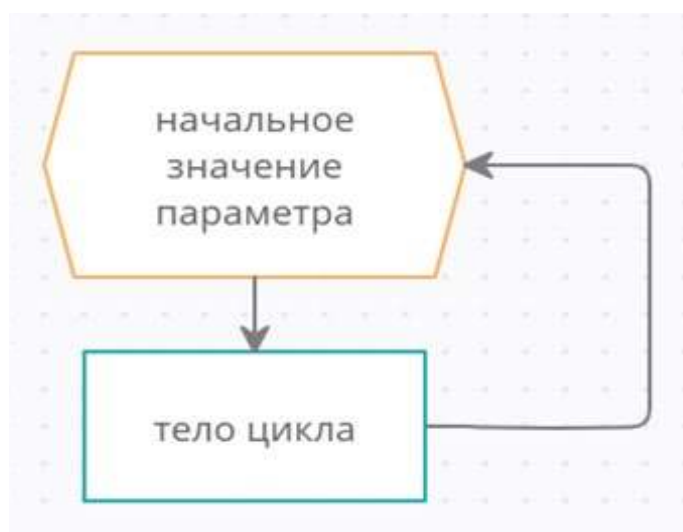 начальное
значение
параметра
тело цикла